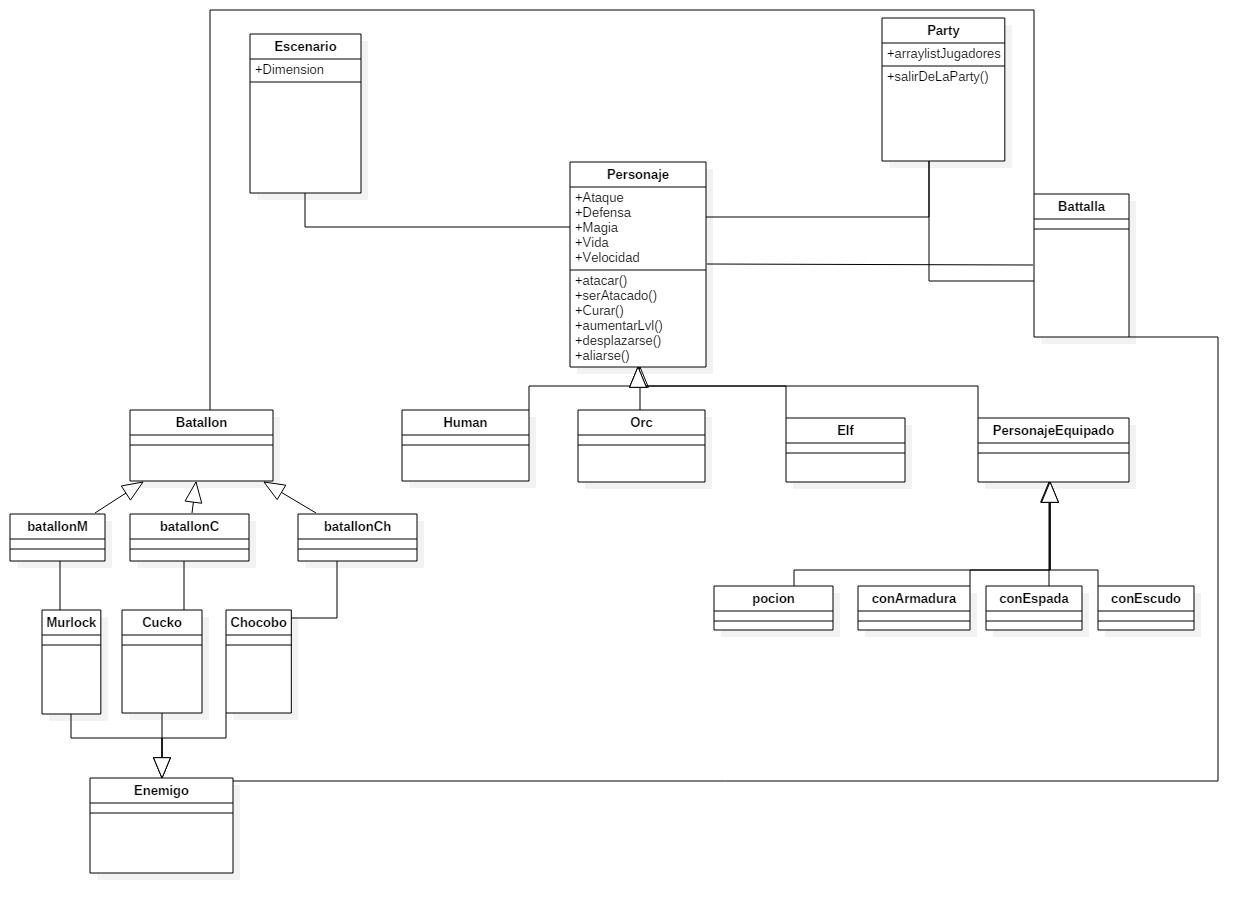 Escenario
+Dimension
Party
+arraylistJugadores
+salirDeLaParty()
Personaje
+Ataque
+Defensa
+Magia
+Vida
+Velocidad
+atacar()
+serAtacado()
+Curar()
+aumentarLvl()
+desplazarse()
+aliarse()
Battalla
Batallon
Human
Orc
Elf
PersonajeEquipado
batallonM
batallonC
batallonCh
pocion
conArmadura
conEspada
conEscudo
Murlock
Cucko
Chocobo
Enemigo